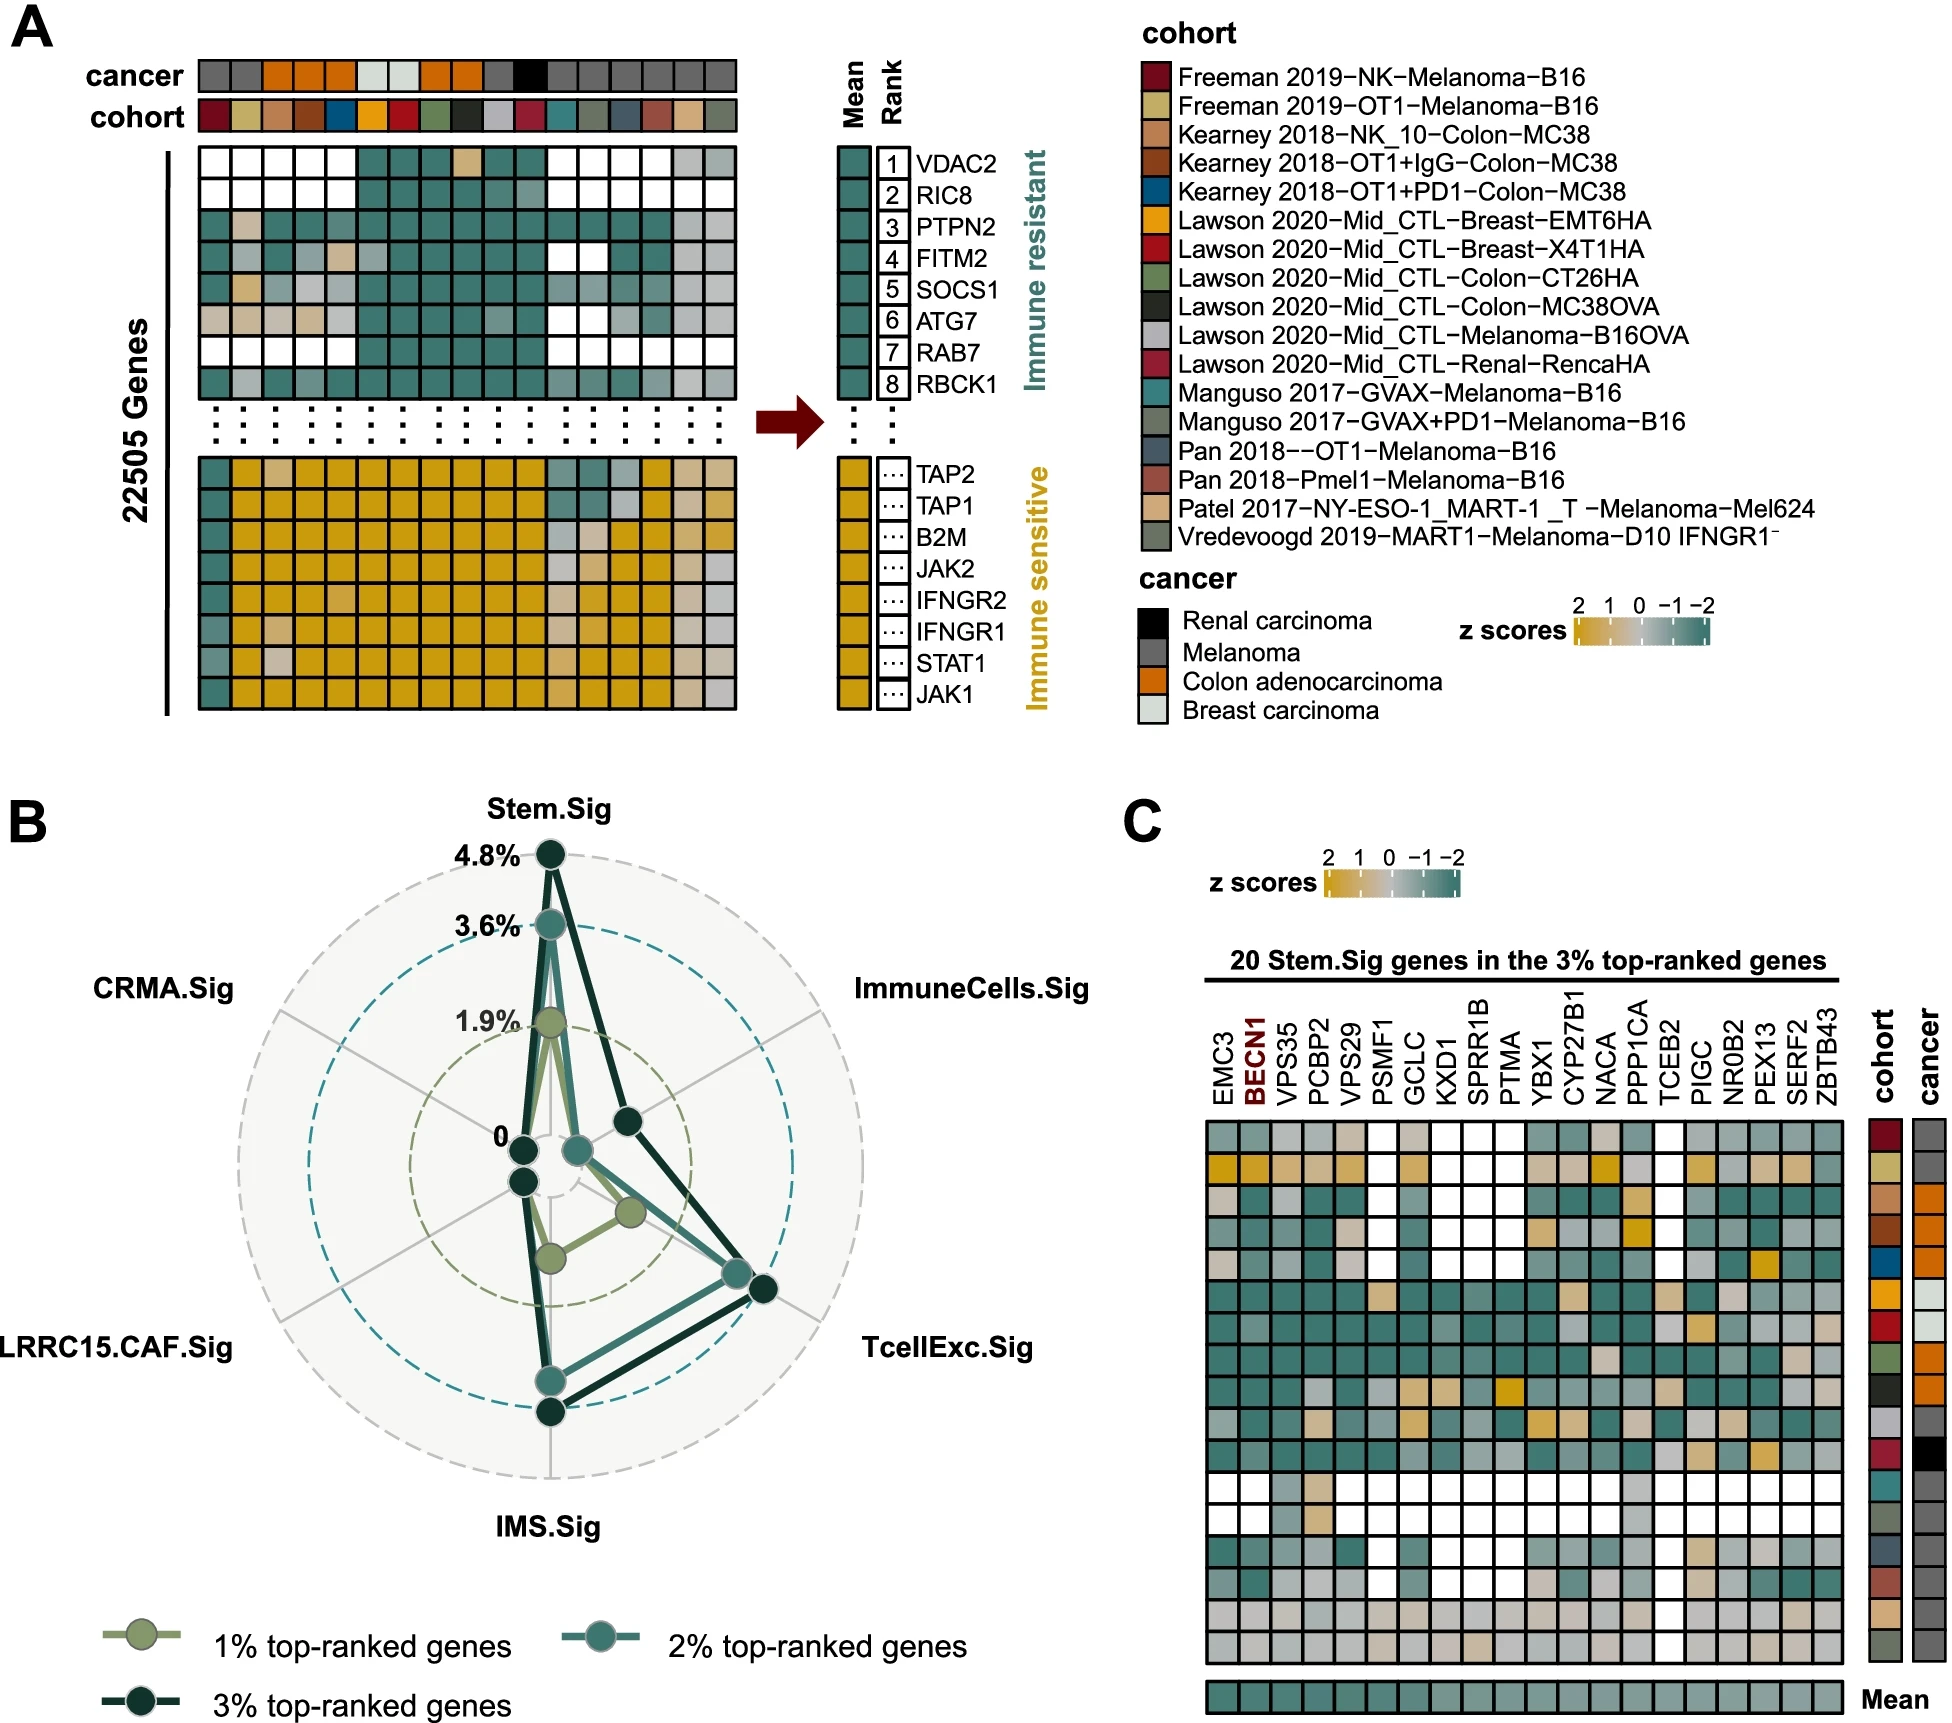 A
cancer
cohort
Mean
Rank
22505 Genes
1 VDAC2
2 RIC8
3 PTPN2
4 FITM2
5 SOCS1
6 ATG7
7 RAB7
8 RBCK1
Immune resistant
... TAP2
... TAP1
... B2M
... JAK2
... IFNGR2
... IFNGR1
... STAT1
... JAK1
Immune sensitive
cohort
Freeman 2019−NK−Melanoma−B16
Freeman 2019−OT1−Melanoma−B16
Kearney 2018−NK_10−Colon−MC38
Kearney 2018−OT1+IgG−Colon−MC38
Kearney 2018−OT1+PD1−Colon−MC38
Lawson 2020−Mid_CTL−Breast−EMT6HA
Lawson 2020−Mid_CTL−Breast−X4T1HA
Lawson 2020−Mid_CTL−Colon−CT26HA
Lawson 2020−Mid_CTL−Colon−MC38OVA
Lawson 2020−Mid_CTL−Melanoma−B16OVA
Lawson 2020−Mid_CTL−Renal−RencaHA
Manguso 2017−GVAX−Melanoma−B16
Manguso 2017−GVAX+PD1−Melanoma−B16
Pan 2018−−OT1−Melanoma−B16
Pan 2018−Pmel1−Melanoma−B16
Patel 2017−NY-ESO-1_MART-1 _T −Melanoma−Mel624
Vredevoogd 2019−MART1−Melanoma−D10 IFNGR1⁻
cancer
Renal carcinoma
Melanoma
Colon adenocarcinoma
Breast carcinoma
2 1 0 −1 −2
z scores
B
Stem.Sig
4.8%
3.6%
1.9%
0
CRMA.Sig
ImmuneCells.Sig
LRRC15.CAF.Sig
TcellExc.Sig
IMS.Sig
1% top-ranked genes
2% top-ranked genes
3% top-ranked genes
C
2 1 0 −1 −2
z scores
20 Stem.Sig genes in the 3% top-ranked genes
EMC3
BECN1
VPS35
PCBP2
VPS29
PSMF1
GCLC
KXD1
SPRR1B
PTMA
YBX1
CYP27B1
NACA
PPP1CA
TCEB2
PIGC
NR0B2
PEX13
SERF2
ZBTB43
cohort
cancer
Mean